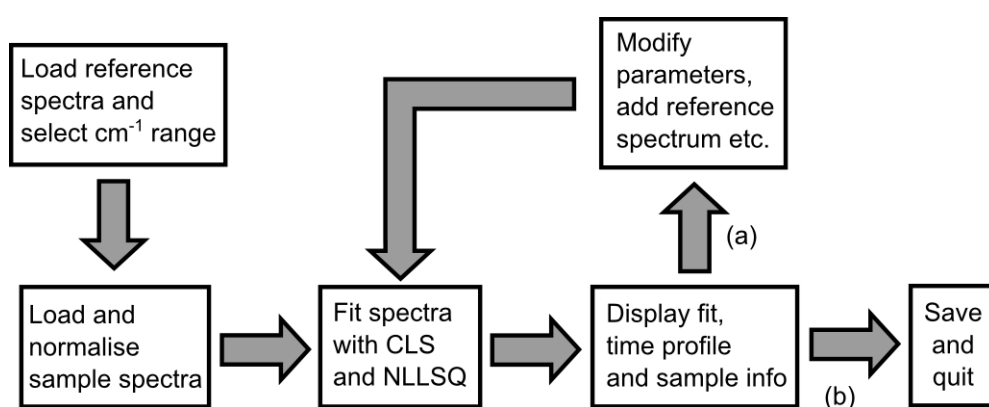 Load reference
spectra and
select cm⁻¹ range
Load and
normalise
sample spectra
Fit spectra
with CLS
and NLLSQ
Display fit,
time profile
and sample info
(a)
Modify
parameters,
add reference
spectrum etc.
(b)
Save
and
quit